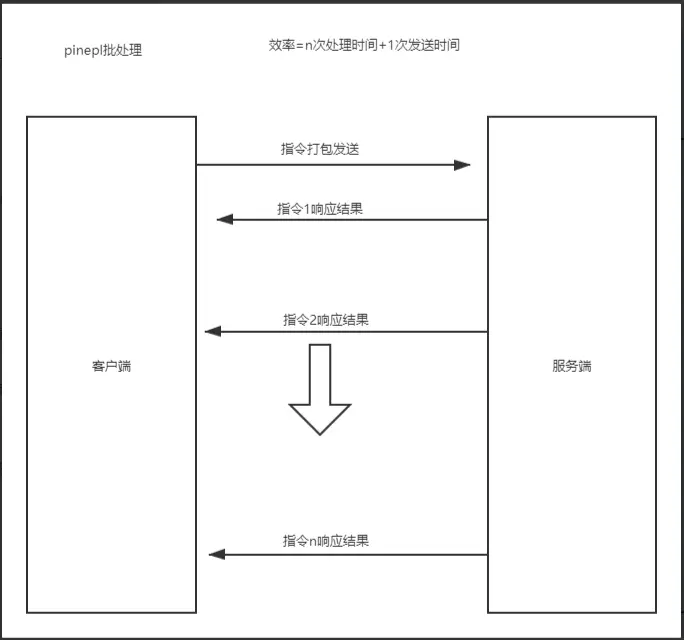 pinepl批处理
效率=n次处理时间+1次发送时间
指令打包发送
指令1响应结果
指令2响应结果
客户端
服务端
指令n响应结果